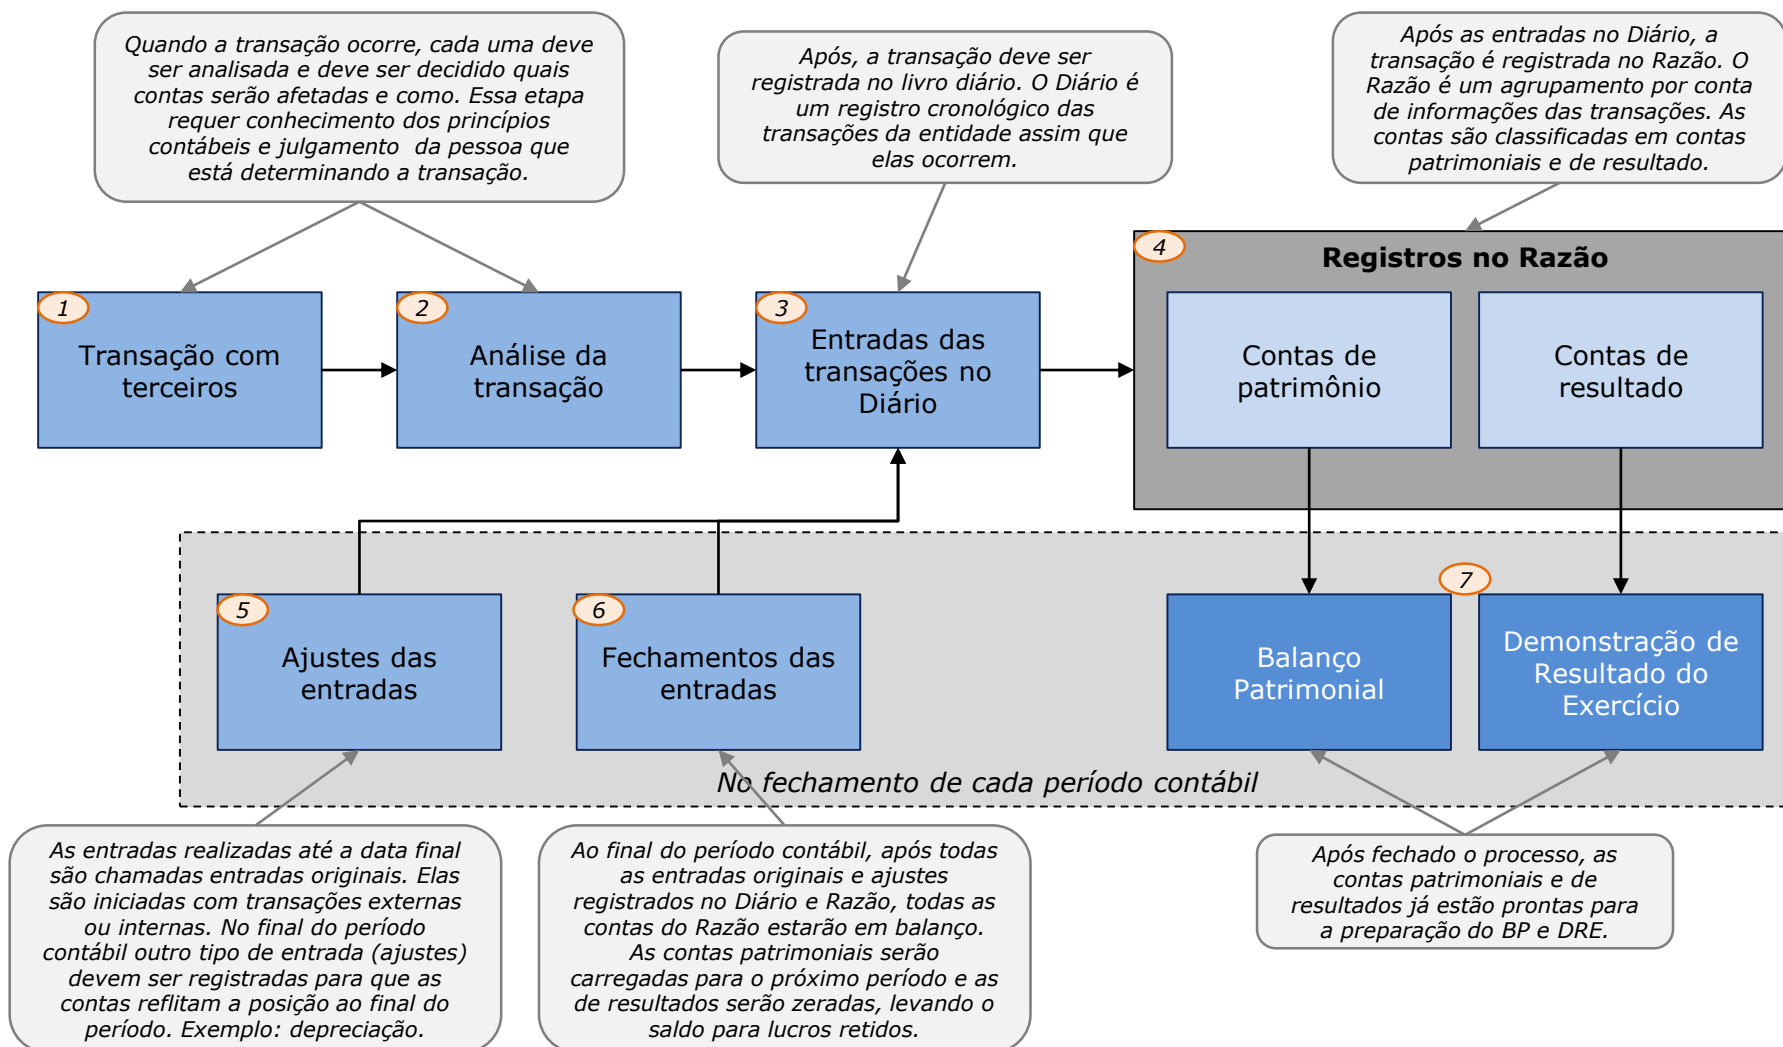 Quando a transação ocorre, cada uma deve
ser analisada e deve ser decidido quais
contas serão afetadas e como. Essa etapa
requer conhecimento dos princípios
contábeis e julgamento da pessoa que
está determinando a transação.
Após, a transação deve ser
registrada no livro diário. O Diário é
um registro cronológico das
transações da entidade assim que
elas ocorrem.
Após as entradas no Diário, a
transação é registrada no Razão. O
Razão é um agrupamento por conta
de informações das transações. As
contas são classificadas em contas
patrimoniais e de resultado.
1
Transação com
terceiros
2
Análise da
transação
3
Entradas das
transações no
Diário
4
Registros no Razão
Contas de
patrimônio
Contas de
resultado
5
Ajustes das
entradas
6
Fechamentos das
entradas
7
Balanço
Patrimonial
Demonstração de
Resultado do
Exercício
No fechamento de cada período contábil
As entradas realizadas até a data final
são chamadas entradas originais. Elas
são iniciadas com transações externas
ou internas. No final do período
contábil outro tipo de entrada (ajustes)
devem ser registradas para que as
contas reflitam a posição ao final do
período. Exemplo: depreciação.
Ao final do período contábil, após todas
as entradas originais e ajustes
registrados no Diário e Razão, todas as
contas do Razão estarão em balanço.
As contas patrimoniais serão
carregadas para o próximo período e as
de resultados serão zeradas, levando o
saldo para lucros retidos.
Após fechado o processo, as
contas patrimoniais e de
resultados já estão prontas para
a preparação do BP e DRE.